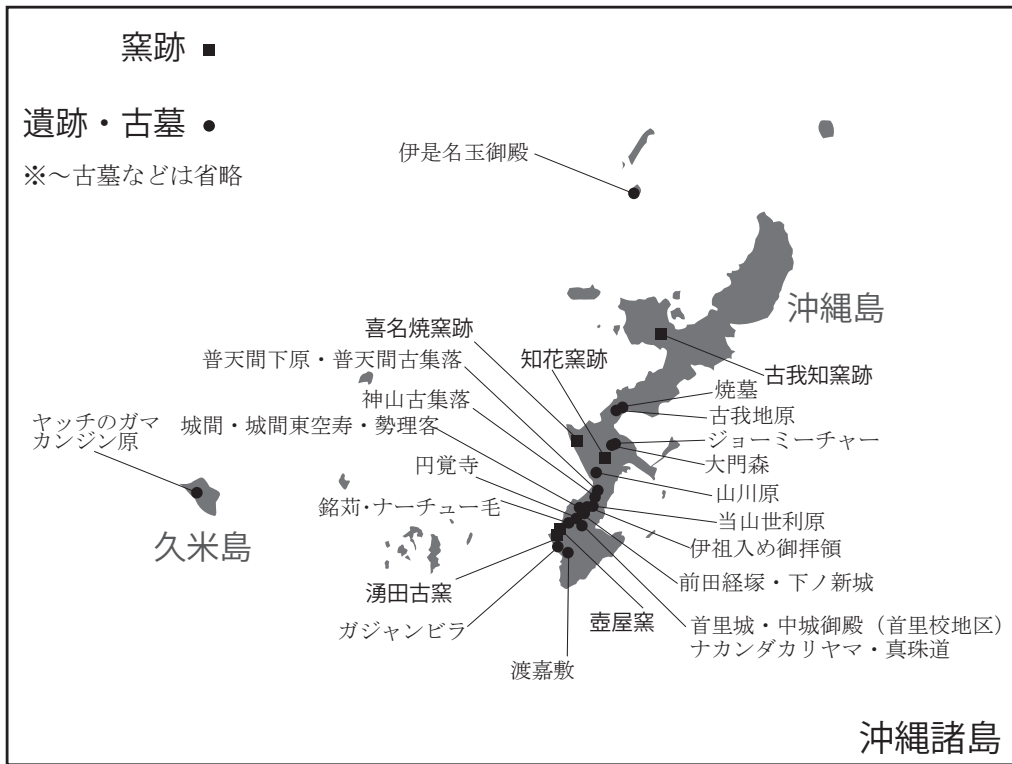 窯跡 ■
遺跡・古墓 ●
※～古墓などは省略
伊是名玉御殿
沖縄島
喜名焼窯跡
普天間下原・普天間古集落
知花窯跡
古我知窯跡
神山古集落
焼墓
ヤッチのガマ
カンジン原
城間・城間東空寿・勢理客
古我地原
ジョーミーチャー
円覚寺
大門森
銘苅・ナーチュー毛
山川原
当山世利原
久米島
伊祖入め御拝領
湧田古窯
前田経塚・下ノ新城
ガジャンビラ
壺屋窯
首里城・中城御殿（首里校地区）
ナカンダカリヤマ・真珠道
渡嘉敷
沖縄諸島